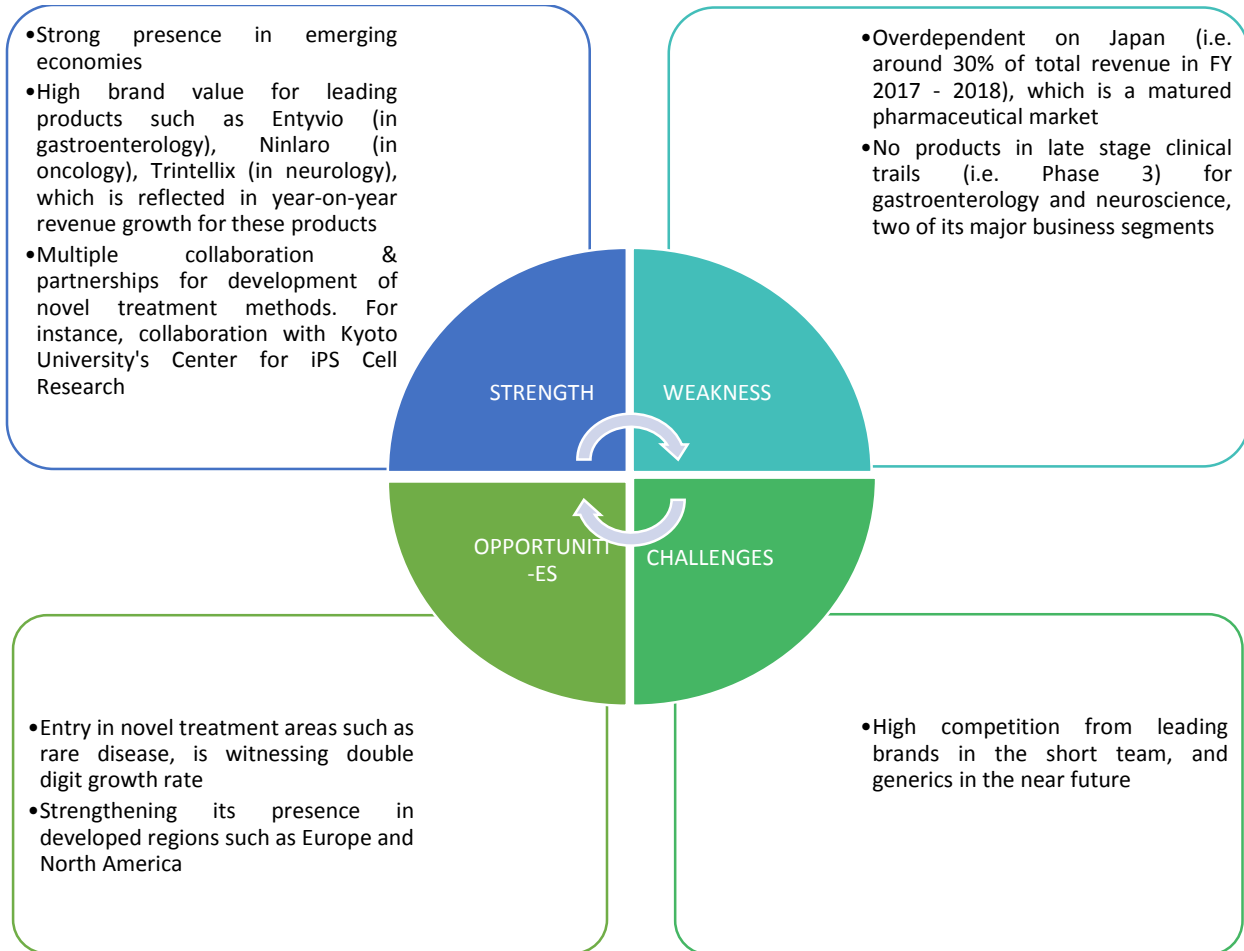 •Strong presence in emerging
economies
•High brand value for leading
products such as Entyvio (in
gastroenterology), Ninlaro (in
oncology), Trintellix (in neurology),
which is reflected in year-on-year
revenue growth for these products
•Multiple collaboration &
partnerships for development of
novel treatment methods. For
instance, collaboration with Kyoto
University's Center for iPS Cell
Research
•Overdependent on Japan (i.e.
around 30% of total revenue in FY
2017 - 2018), which is a matured
pharmaceutical market
•No products in late stage clinical
trails (i.e. Phase 3) for
gastroenterology and neuroscience,
two of its major business segments
STRENGTH
WEAKNESS
OPPORTUNITI
-ES
CHALLENGES
•Entry in novel treatment areas such as
rare disease, is witnessing double
digit growth rate
•Strengthening its presence in
developed regions such as Europe and
North America
•High competition from leading
brands in the short team, and
generics in the near future